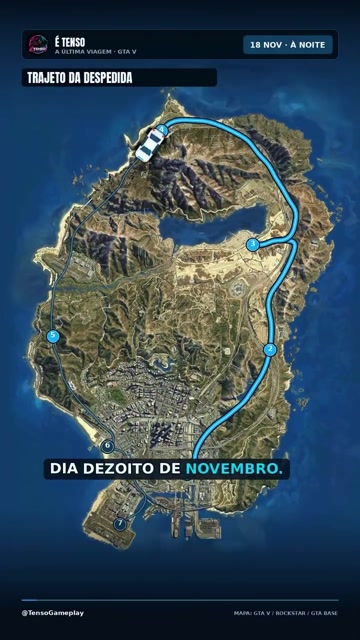 É TENSO
A ÚLTIMA VIAGEM · GTA V
18 NOV · À NOITE
TRAJETO DA DESPEDIDA
4
3
2
5
6
DIA DEZOITO DE NOVEMBRO.
7
@TensoGameplay
MAPA: GTA V / ROCKSTAR / GTA BASE